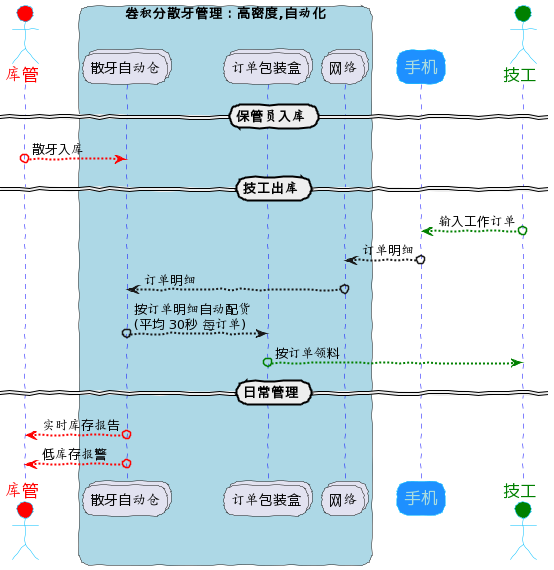 卷积分散牙管理：高密度,自动化
库管
散牙自动仓
订单包装盒
网络
手机
技工
保管员入库
散牙入库
技工出库
输入工作订单
订单明细
订单明细
按订单明细自动配货
(平均 30秒 每订单)
按订单领料
日常管理
实时库存报告
低库存报警
库管
散牙自动仓
订单包装盒
网络
手机
技工